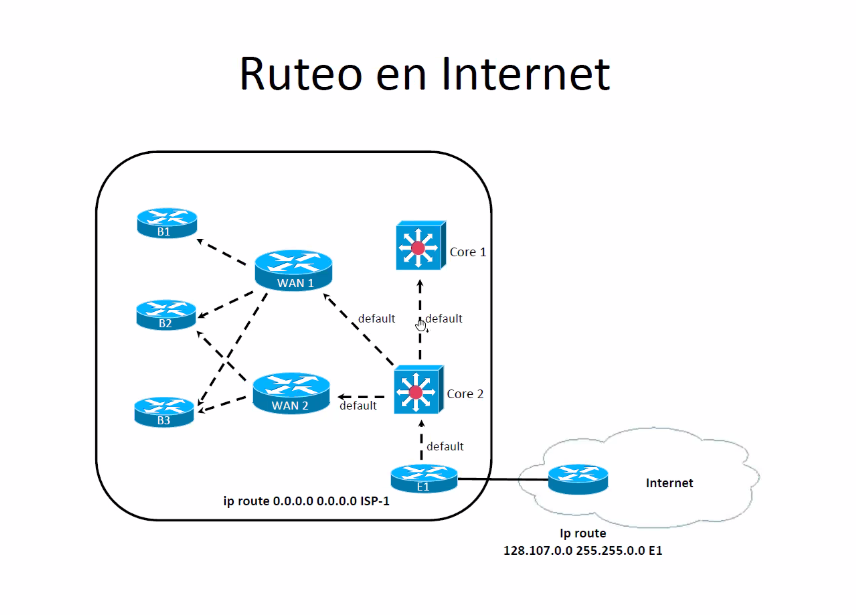 Ruteo en Internet
B1
Core 1
WAN 1
default
default
B2
Core 2
WAN 2
default
B3
default
E1
Internet
ip route 0.0.0.0 0.0.0.0 ISP-1
Ip route
128.107.0.0 255.255.0.0 E1